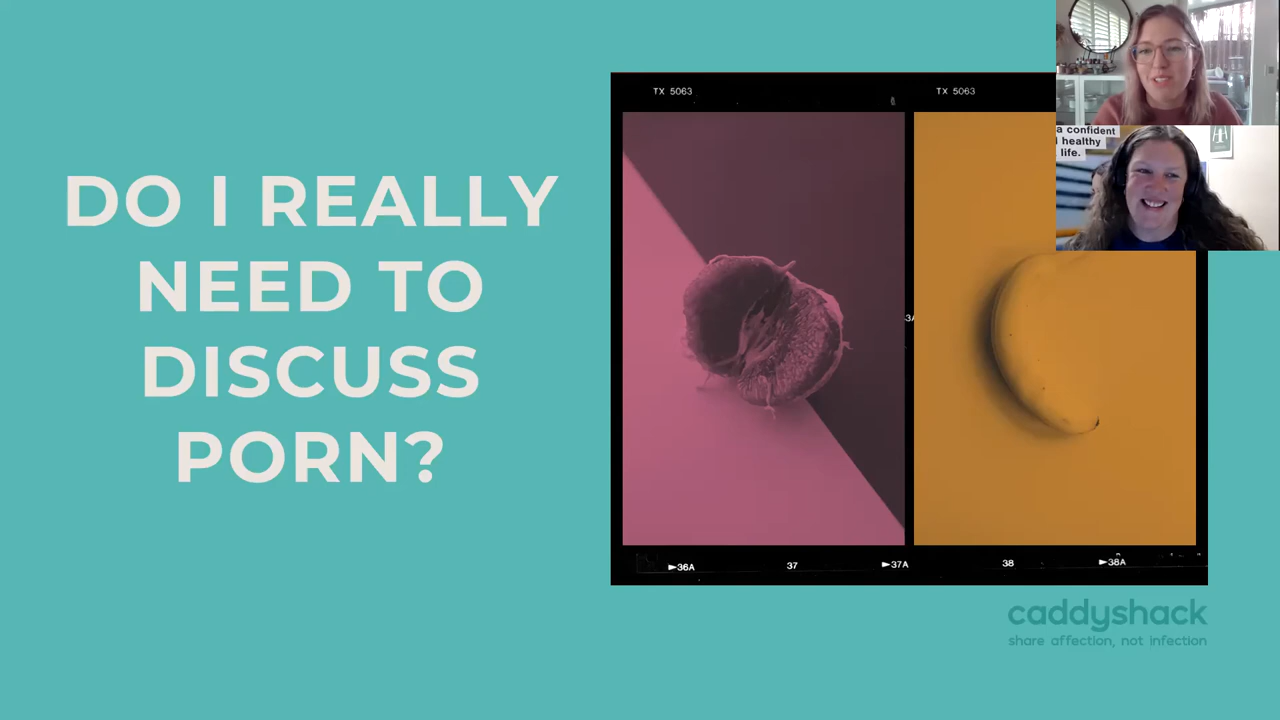 DO I REALLY
NEED TO
DISCUSS
PORN?
TX 5063
TX 5063
a confident
healthy
life.
▶36A
37
▶37A
38
▶38A
caddyshack
share affection, not infection